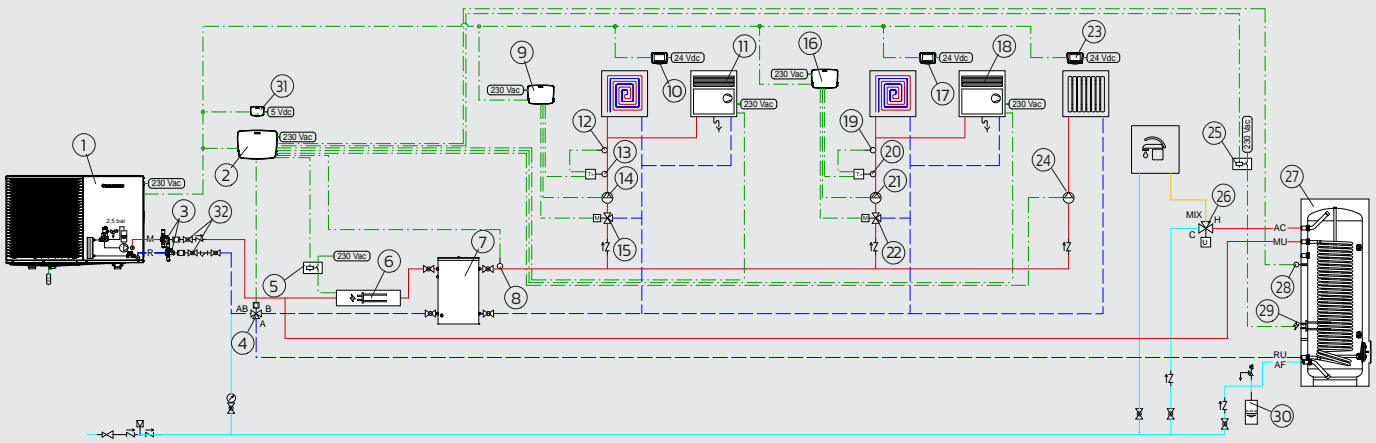 9
10
24 Vdc
11
16
17
24 Vdc
18
23
24 Vdc
31
5 Vdc
230 Vac
230 Vac
230 Vac
230 Vac
1
2
230 Vac
12
19
25
230 Vac
13
20
230 Vac
14
21
24
27
2,5 bar
3
32
M
R
MIX
H
26
C
U
AC
MU
M
M
15
22
7
230 Vac
5
6
8
28
29
AB
B
A
4
RU
AF
30